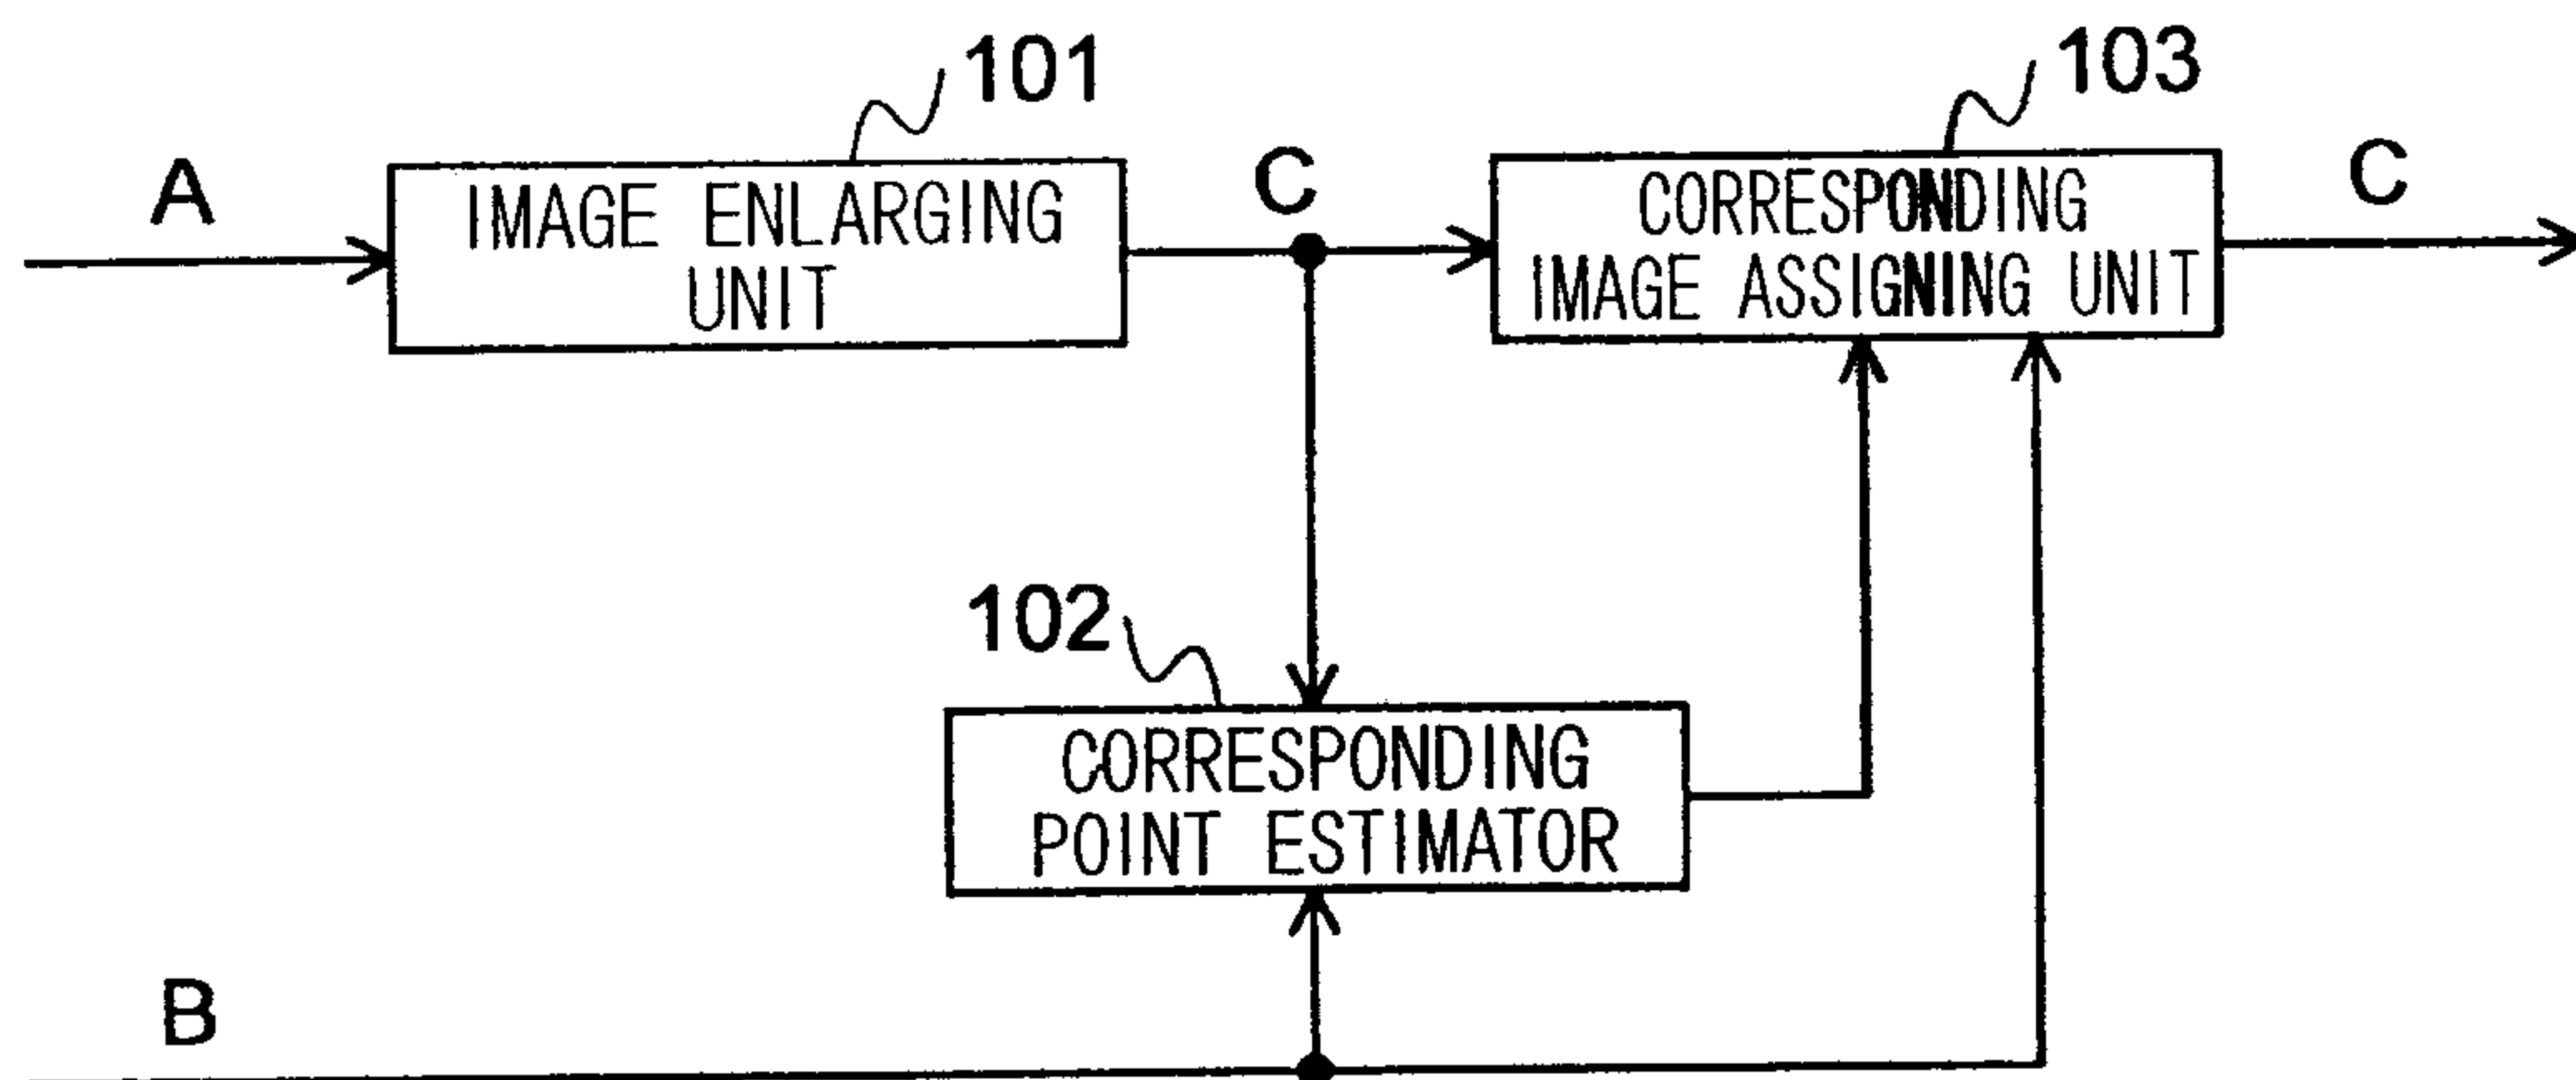 101
103
A
C
C
IMAGE ENLARGING
UNIT
CORRESPONDING
IMAGE ASSIGNING UNIT
102
CORRESPONDING
POINT ESTIMATOR
B